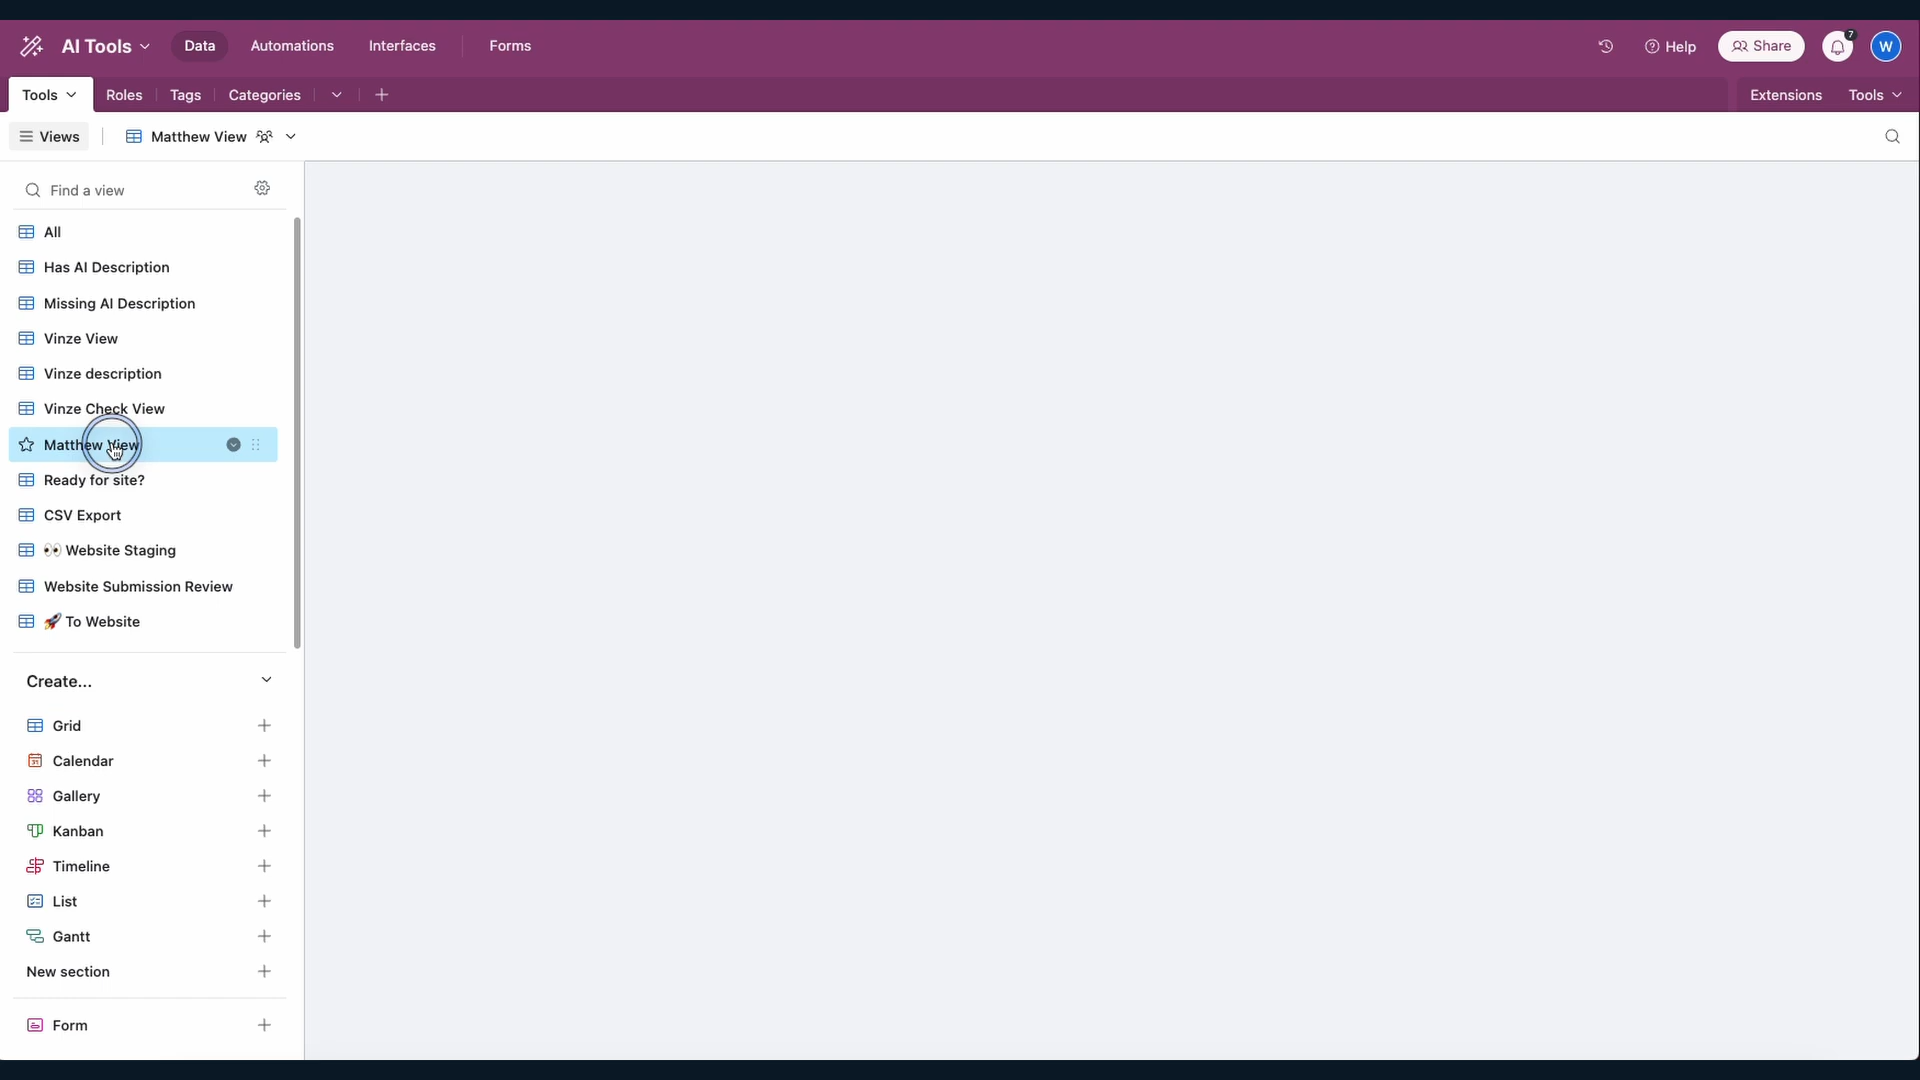 AI Tools Data Automations Interfaces Forms Help Share 7 W
Tools Roles Tags Categories Extensions Tools
Views Matthew View
Find a view
All
Has AI Description
Missing AI Description
Vinze View
Vinze description
Vinze Check View
Matthew View
Ready for site?
CSV Export
👀 Website Staging
Website Submission Review
🚀 To Website
Create...
Grid
31 Calendar
Gallery
Kanban
Timeline
List
Gantt
New section
Form